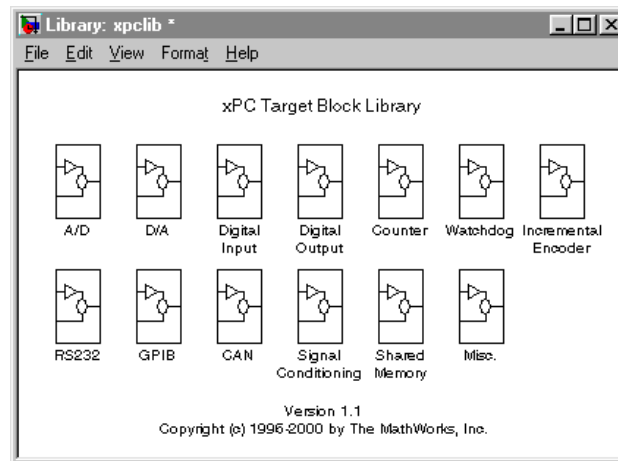 Library: xpclib *
File Edit View Format Help
xPC Target Block Library
A/D D/A Digital Input Digital Output Counter Watchdog Incremental Encoder
RS232 GPIB CAN Signal Conditioning Shared Memory Misc.
Version 1.1
Copyright (c) 1996-2000 by The MathWorks, Inc.